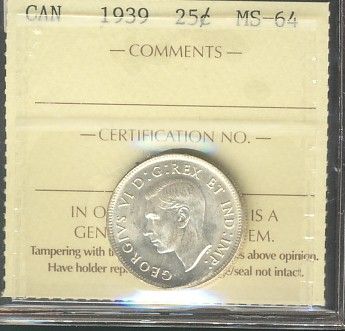 CAN 1939 25¢ MS-64
— COMMENTS —
— CERTIFICATION NO. —
GEORGIVS VI D:G:REX ET IND:IMP:
IN O IS A
GEN EM.
Tampering with t s above opinion.
Have holder rep e/seal not intact.